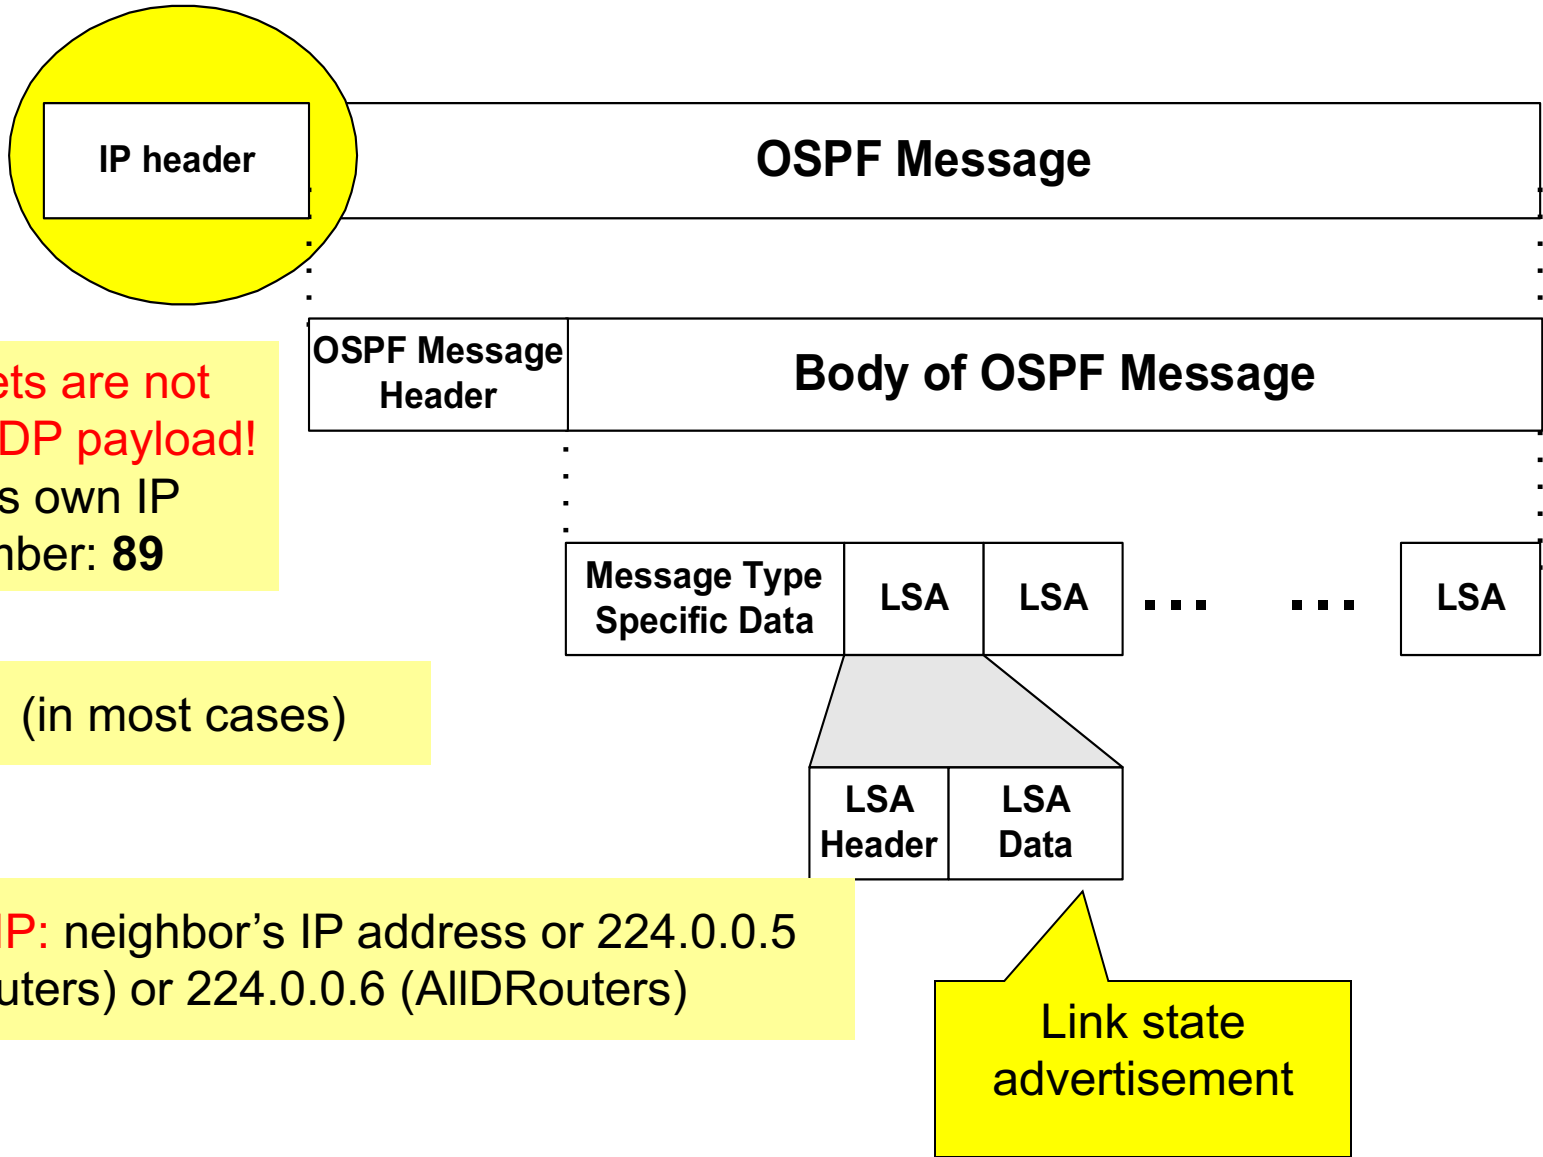 IP header
OSPF Message
OSPF Message
Header
Body of OSPF Message
ets are not
DP payload!
s own IP
mber: 89
Message Type
Specific Data
LSA
LSA
...
...
LSA
(in most cases)
LSA
Header
LSA
Data
IP: neighbor’s IP address or 224.0.0.5
uters) or 224.0.0.6 (AllDRouters)
Link state
advertisement